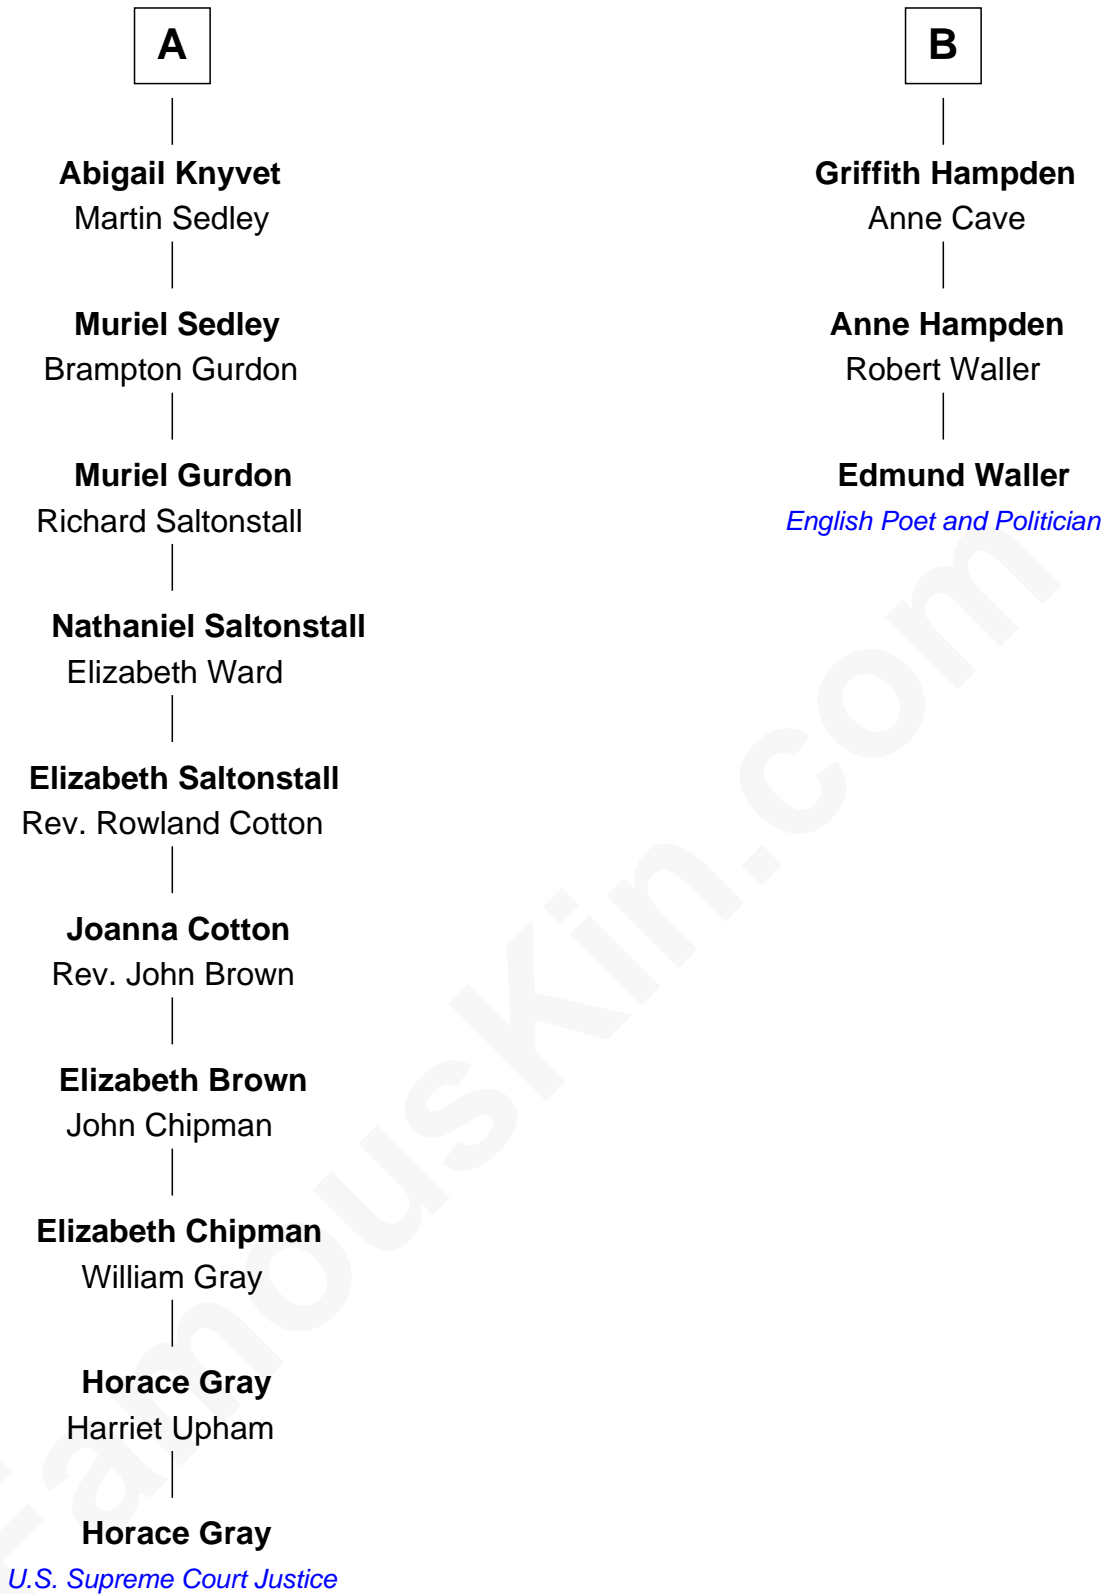 A
Abigail Knyvet
Martin Sedley
Muriel Sedley
Brampton Gurdon
Muriel Gurdon
Richard Saltonstall
Nathaniel Saltonstall
Elizabeth Ward
Elizabeth Saltonstall
Rev. Rowland Cotton
Joanna Cotton
Rev. John Brown
Elizabeth Brown
John Chipman
Elizabeth Chipman
William Gray
Horace Gray
Harriet Upham
Horace Gray
U.S. Supreme Court Justice
B
Griffith Hampden
Anne Cave
Anne Hampden
Robert Waller
Edmund Waller
English Poet and Politician
FamousKin.com